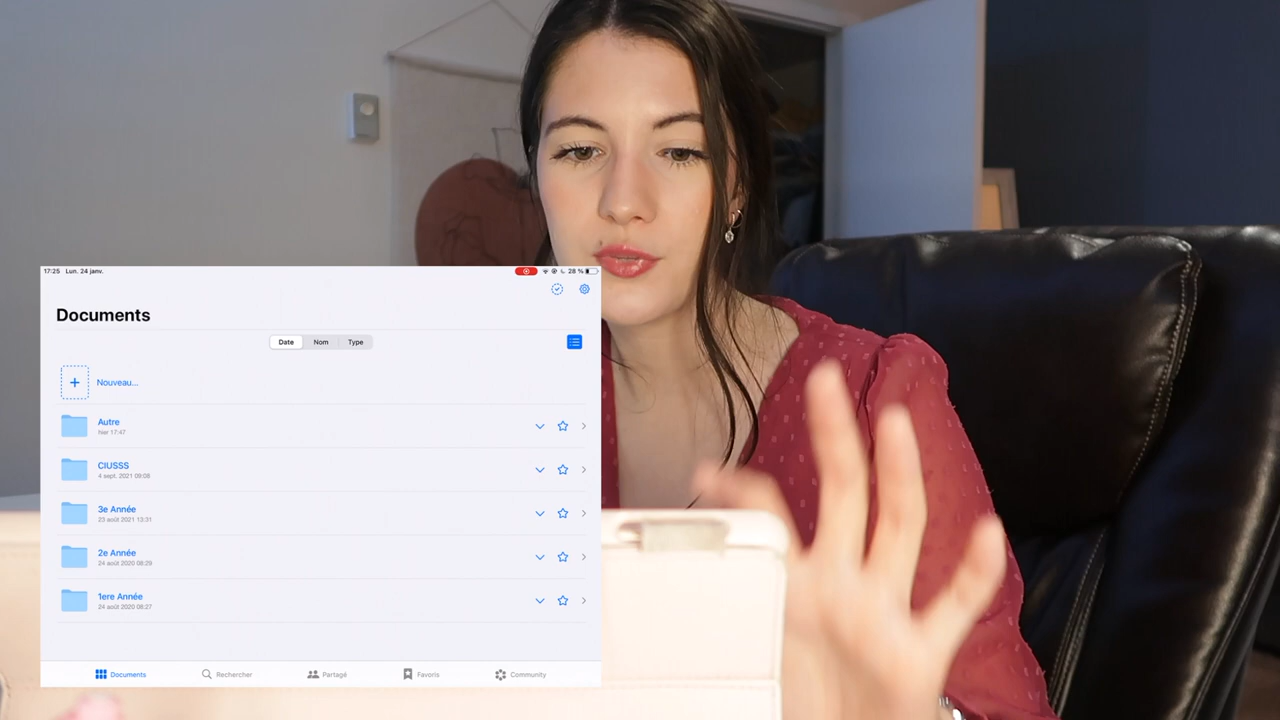 17:25 Lun. 24 janv.
28 %
Documents
Date Nom Type
Nouveau...
Autre
hier 17:47
CIUSSS
4 sept. 2021 09:08
3e Année
23 août 2021 13:31
2e Année
24 août 2020 08:29
1ere Année
24 août 2020 08:27
Documents Rechercher Partagé Favoris Community